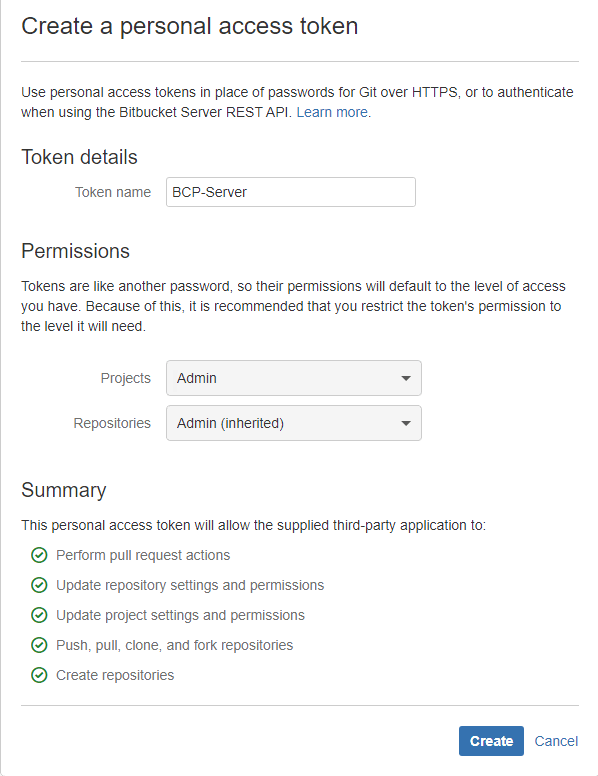 Create a personal access token
Use personal access tokens in place of passwords for Git over HTTPS, or to authenticate
when using the Bitbucket Server REST API. Learn more.
Token details
Token name BCP-Server
Permissions
Tokens are like another password, so their permissions will default to the level of access
you have. Because of this, it is recommended that you restrict the token's permission to
the level it will need.
Projects Admin
Repositories Admin (inherited)
Summary
This personal access token will allow the supplied third-party application to:
Perform pull request actions
Update repository settings and permissions
Update project settings and permissions
Push, pull, clone, and fork repositories
Create repositories
Create Cancel